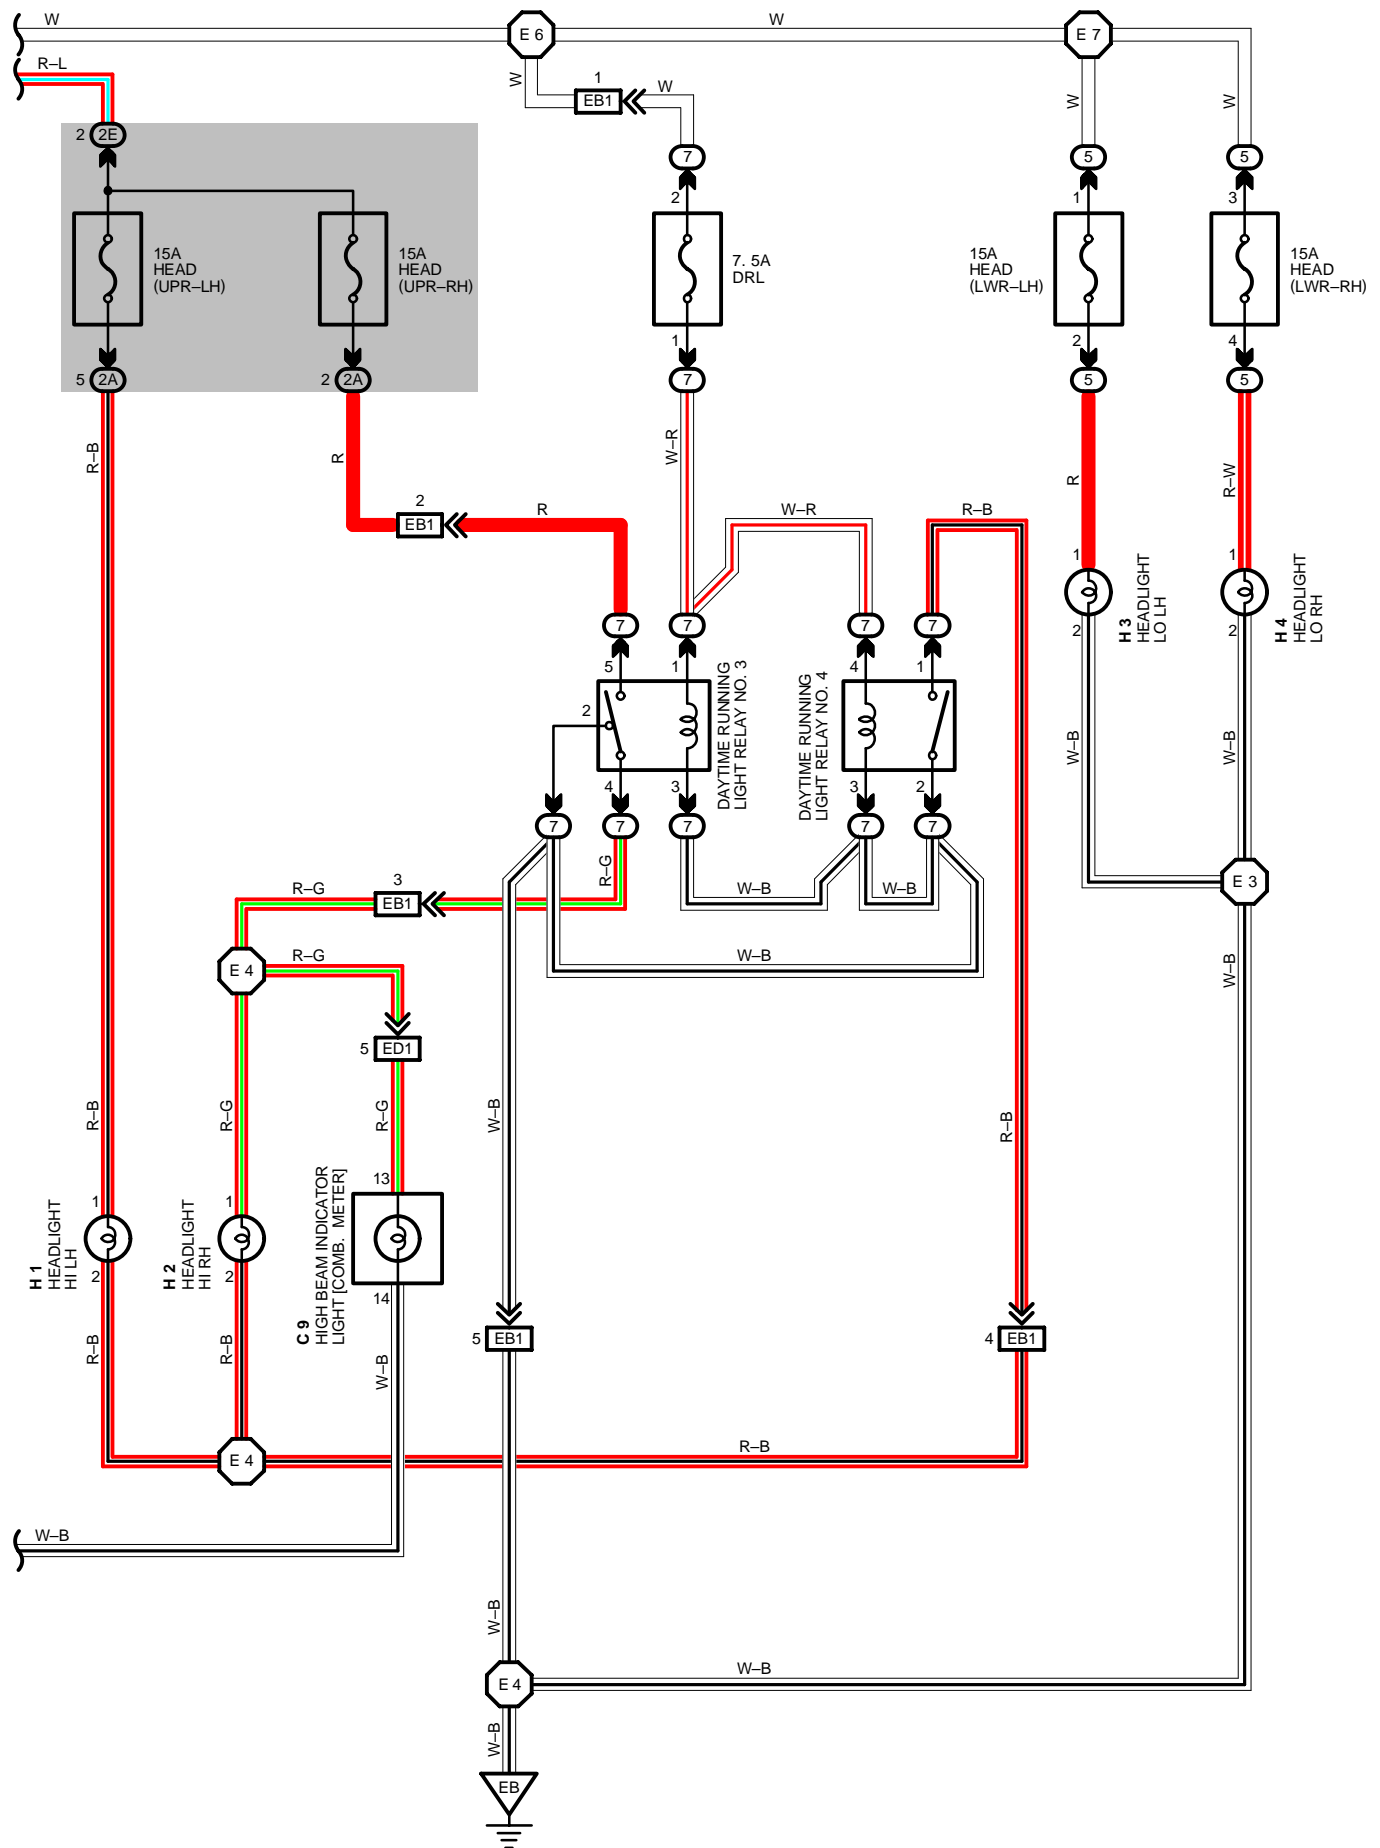 W
W
R–L
E 6
E 7
W
1
EB1
W
W
W
2
2E
7
5
5
2
1
3
15A
HEAD
(UPR–LH)
15A
HEAD
(UPR–RH)
7. 5A
DRL
15A
HEAD
(LWR–LH)
15A
HEAD
(LWR–RH)
1
2
4
5
2A
2
2A
7
5
5
R–B
R
W–R
R
R–W
2
EB1
R
W–R
R–B
1
1
H 3
HEADLIGHT
LO LH
H 4
HEADLIGHT
LO RH
2
2
7
7
7
7
5
1
4
1
2
DAYTIME RUNNING
LIGHT RELAY NO. 3
DAYTIME RUNNING
LIGHT RELAY NO. 4
W–B
W–B
4
3
3
2
7
7
7
7
7
R–G
R–G
3
EB1
W–B
W–B
E 3
E 4
R–G
W–B
W–B
5
ED1
R–B
R–G
R–G
W–B
R–B
13
1
1
H 1
HEADLIGHT
HI LH
H 2
HEADLIGHT
HI RH
C 9
HIGH BEAM INDICATOR
LIGHT [COMB. METER]
2
2
14
R–B
R–B
W–B
5
EB1
4
EB1
E 4
R–B
W–B
W–B
E 4
W–B
W–B
EB